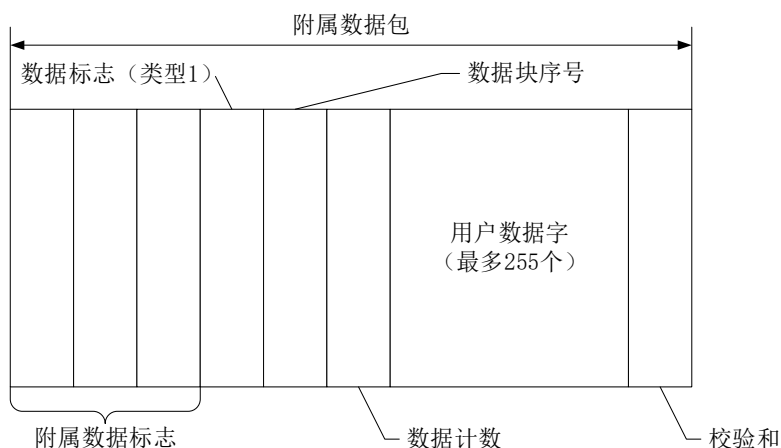 附属数据包
数据标志（类型1）
数据块序号
用户数据字
（最多255个）
附属数据标志
数据计数
校验和